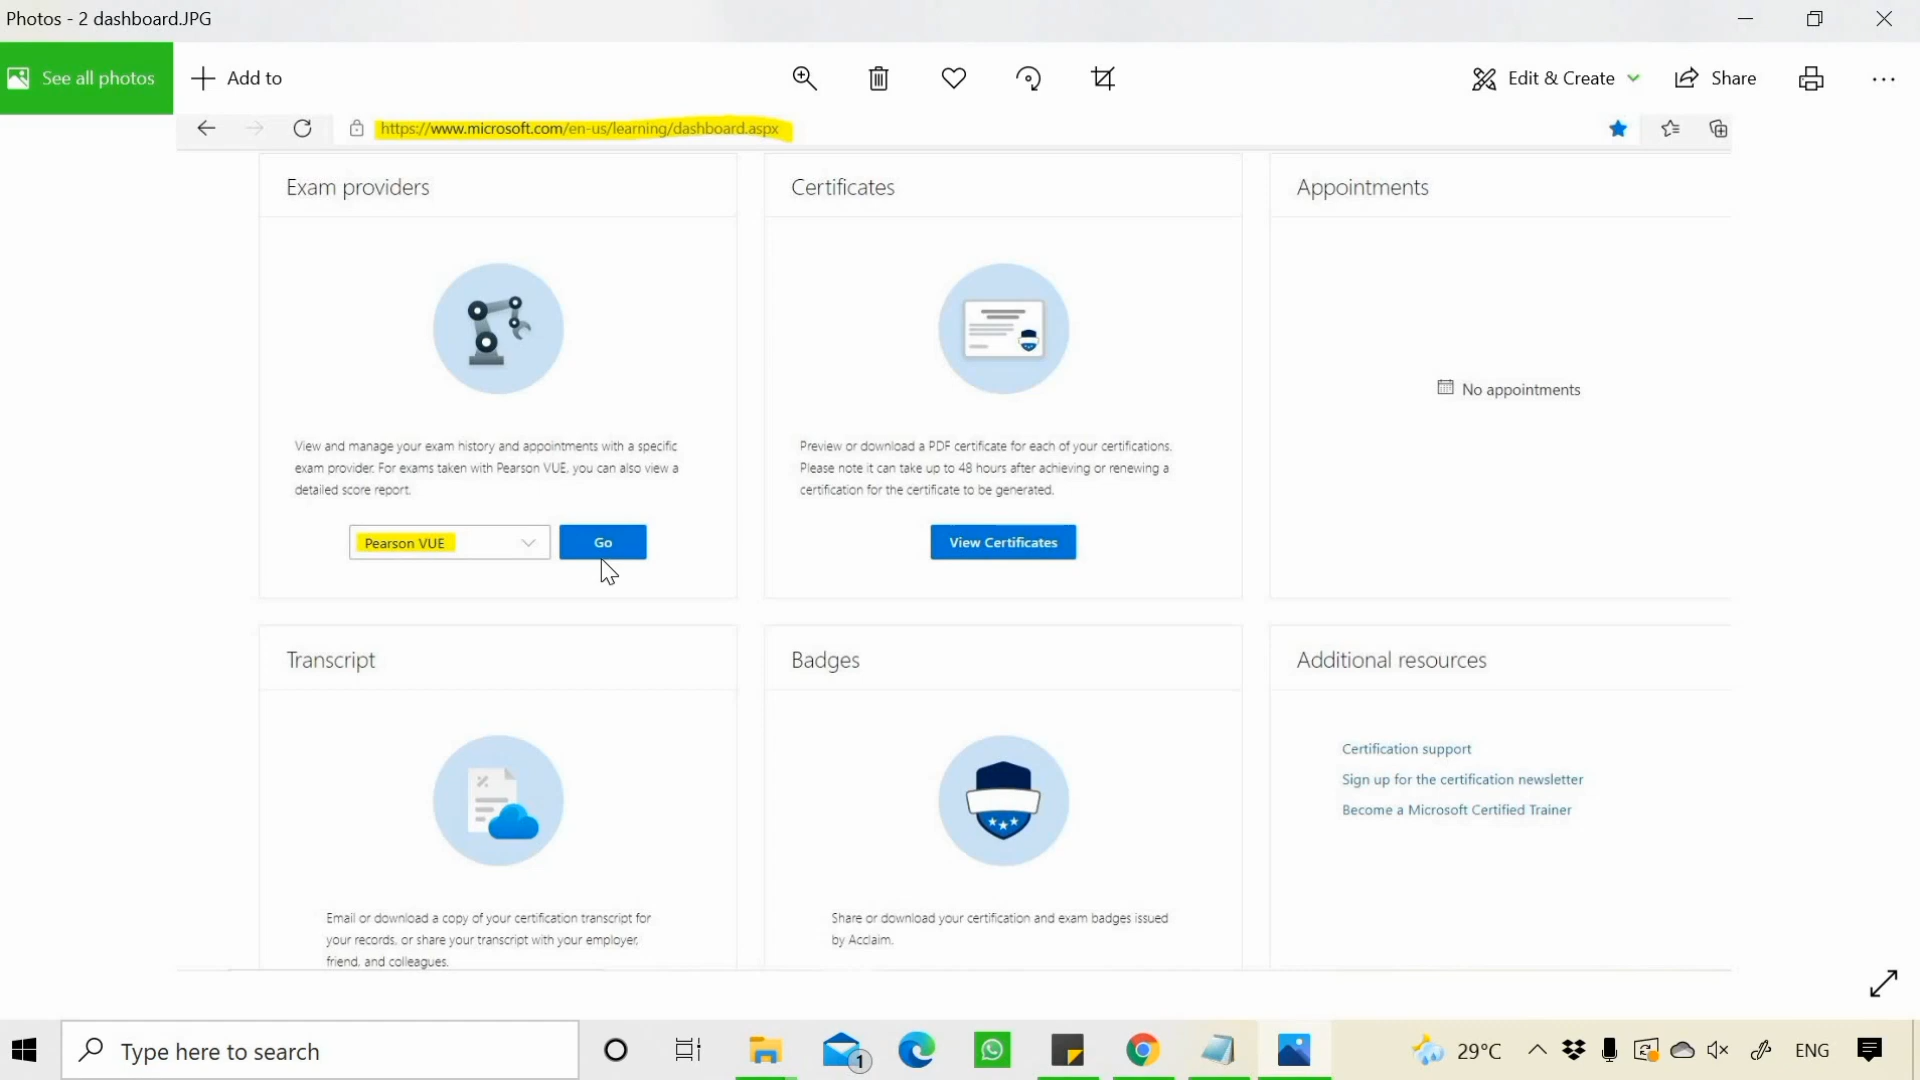 Photos - 2 dashboard.JPG
See all photos
Add to
Edit & Create
Share
https://www.microsoft.com/en-us/learning/dashboard.aspx
Exam providers
View and manage your exam history and appointments with a specific
exam provider. For exams taken with Pearson VUE, you can also view a
detailed score report.
Pearson VUE
Go
Certificates
Preview or download a PDF certificate for each of your certifications.
Please note it can take up to 48 hours after achieving or renewing a
certification for the certificate to be generated.
View Certificates
Appointments
No appointments
Transcript
Email or download a copy of your certification transcript for
your records, or share your transcript with your employer,
friend, and colleagues.
Badges
Share or download your certification and exam badges issued
by Acclaim.
Additional resources
Certification support
Sign up for the certification newsletter
Become a Microsoft Certified Trainer
Type here to search
1
29°C
ENG